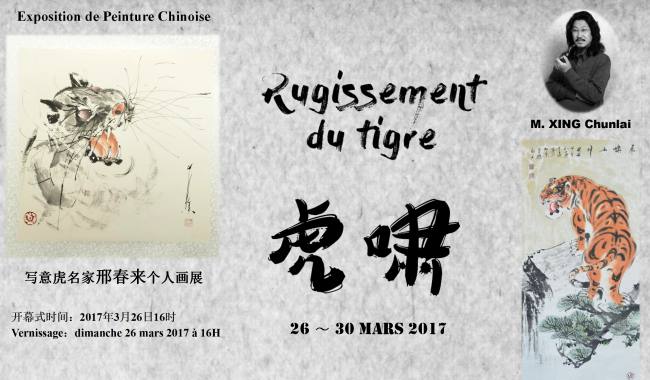 Exposition de Peinture Chinoise
Rugissement
du tigre
虎啸
26 ~ 30 MARS 2017
M. XING Chunlai
写意虎名家邢春来个人画展
开幕式时间：2017年3月26日16时
Vernissage：dimanche 26 mars 2017 à 16H